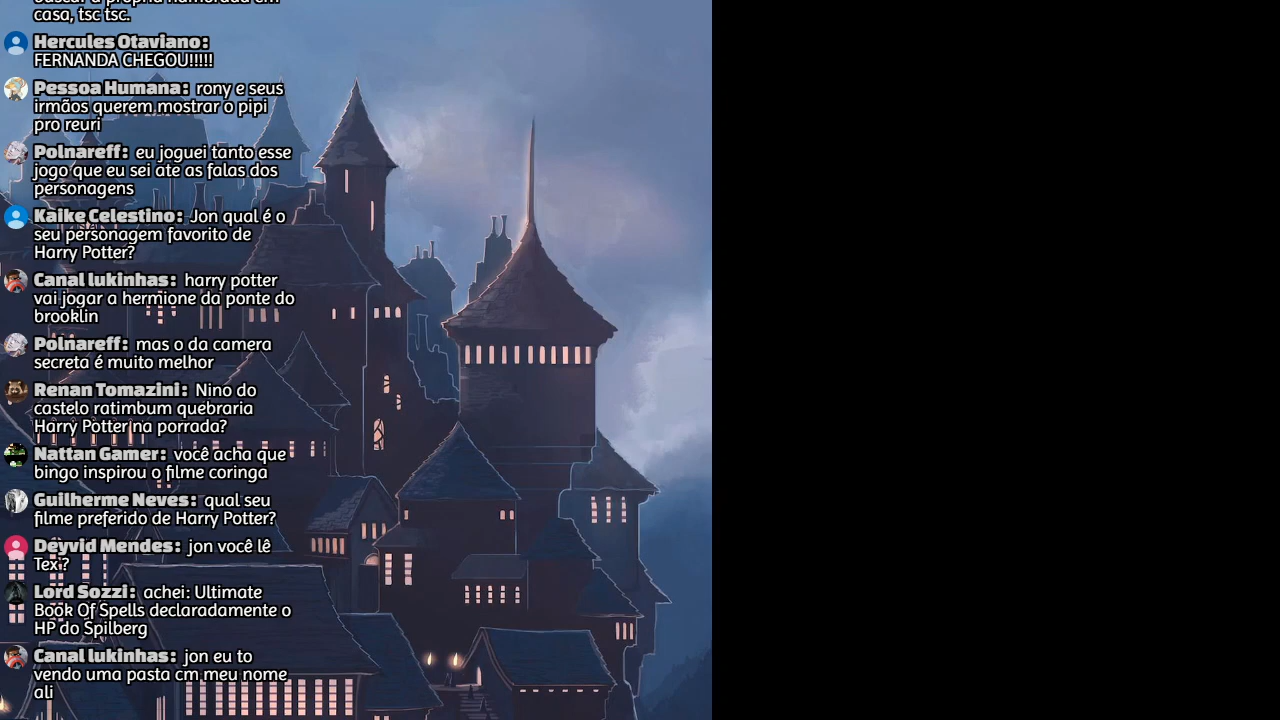 casa, tsc tsc.
Hercules Otaviano:
FERNANDA CHEGOU!!!!!
Pessoa Humana: rony e seus
irmãos querem mostrar o pipi
pro reuri
Polnareff: eu joguei tanto esse
jogo que eu sei ate as falas dos
personagens
Kaike Celestino: Jon qual é o
seu personagem favorito de
Harry Potter?
Canal lukinhas: harry potter
vai jogar a hermione da ponte do
brooklin
Polnareff: mas o da camera
secreta é muito melhor
Renan Tomazini: Nino do
castelo ratimbum quebraria
Harry Potter na porrada?
Nattan Gamer: você acha que
bingo inspirou o filme coringa
Guilherme Neves: qual seu
filme preferido de Harry Potter?
Deyvid Mendes: jon você lê
Tex?
Lord Sozzi: achei: Ultimate
Book Of Spells declaradamente o
HP do Spilberg
Canal lukinhas: jon eu to
vendo uma pasta cm meu nome
ali